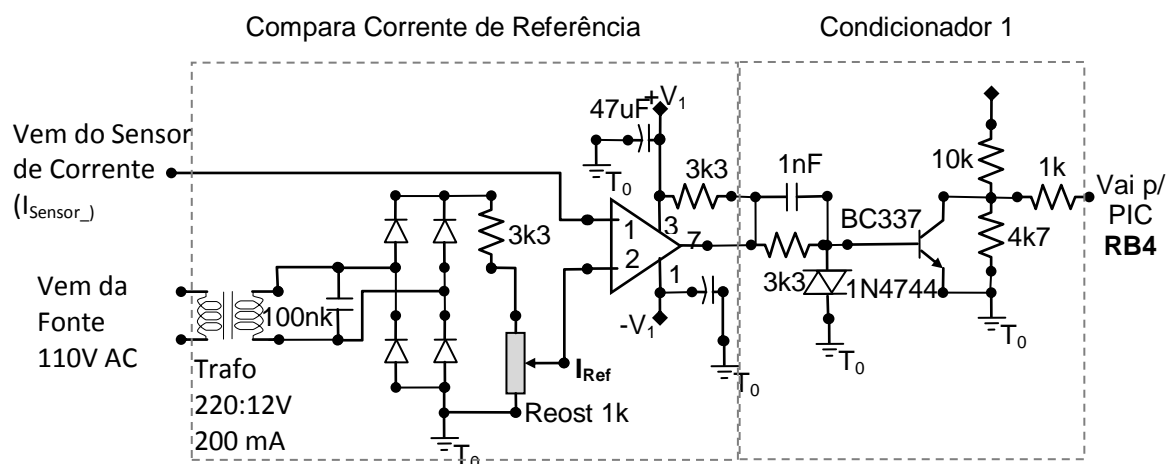 Compara Corrente de Referência
Condicionador 1
Vem do Sensor
de Corrente
(I_Sensor_)
47uF
+V1
T0
3k3
1nF
10k
1k
Vai p/
PIC
RB4
BC337
4k7
3k3
1
2
3
7
1
3k3
1N4744
T0
Vem da
Fonte
110V AC
100nk
-V1
T0
T0
Trafo
220:12V
200 mA
IRef
Reost 1k
T0